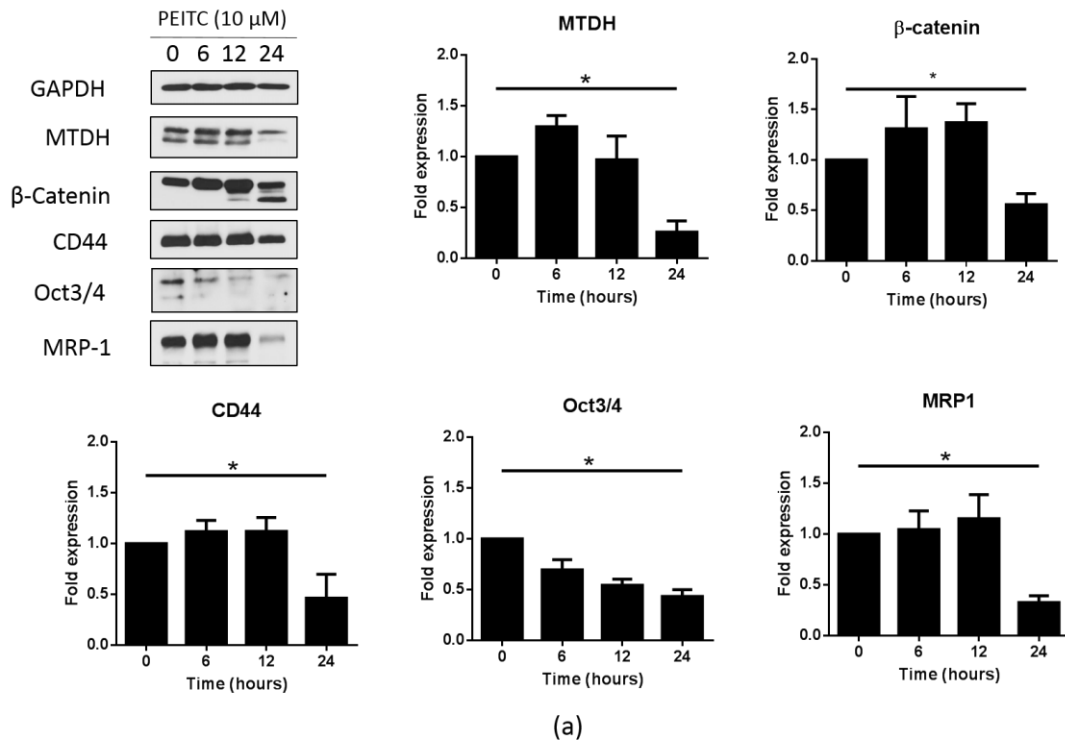 PEITC (10 μM)
0 6 12 24
GAPDH
MTDH
β-Catenin
CD44
Oct3/4
MRP-1
MTDH
*
2.0
1.5
1.0
0.5
0.0
Fold expression
0 6 12 24
Time (hours)
β-catenin
*
2.0
1.5
1.0
0.5
0.0
Fold expression
0 6 12 24
Time (hours)
CD44
*
2.0
1.5
1.0
0.5
0.0
Fold expression
0 6 12 24
Time (hours)
Oct3/4
*
2.0
1.5
1.0
0.5
0.0
Fold expression
0 6 12 24
Time (hours)
MRP1
*
2.0
1.5
1.0
0.5
0.0
Fold expression
0 6 12 24
Time (hours)
(a)